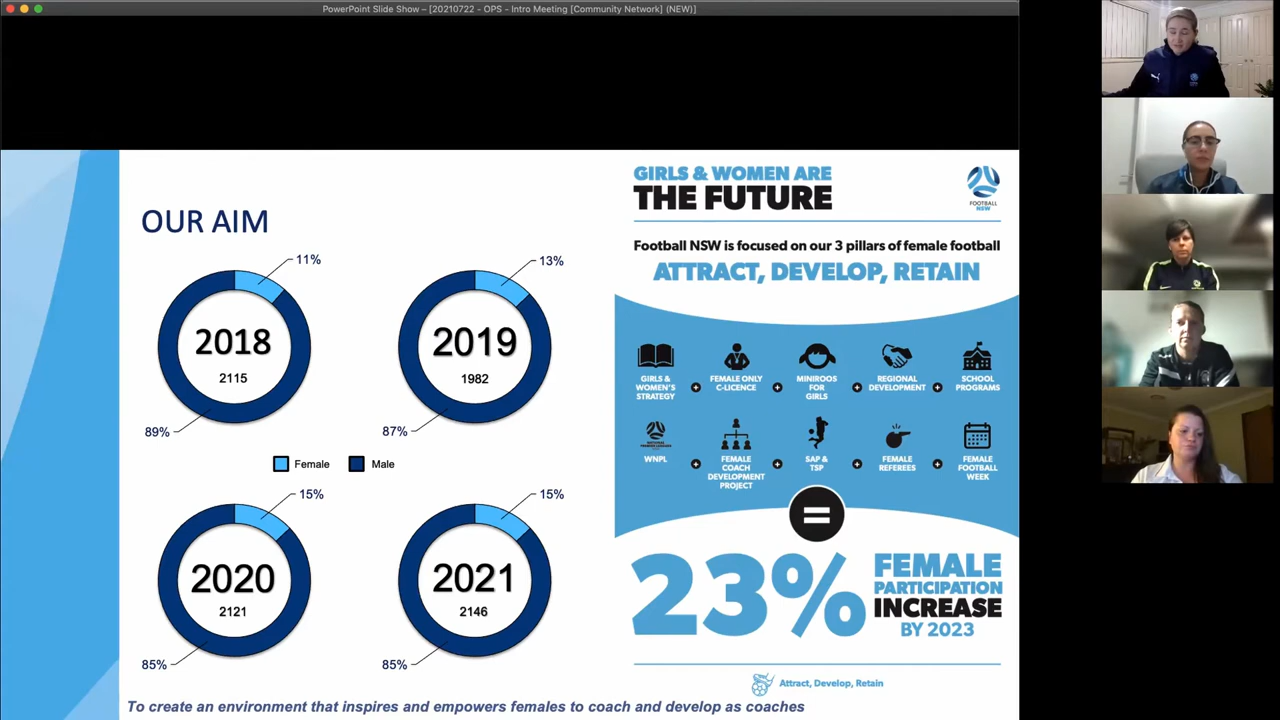 PowerPoint Slide Show – [20210722 - OPS - Intro Meeting [Community Network] (NEW)]
OUR AIM
11%
2018
2115
89%
13%
2019
1982
87%
Female
Male
15%
2020
2121
85%
15%
2021
2146
85%
To create an environment that inspires and empowers females to coach and develop as coaches
GIRLS & WOMEN ARE
THE FUTURE
FOOTBALL
NSW
Football NSW is focused on our 3 pillars of female football
ATTRACT, DEVELOP, RETAIN
GIRLS &
WOMEN'S
STRATEGY
+
FEMALE ONLY
C-LICENCE
+
MINIROOS
FOR
GIRLS
+
REGIONAL
DEVELOPMENT
+
SCHOOL
PROGRAMS
WNPL
+
FEMALE
COACH
DEVELOPMENT
PROJECT
+
SAP &
TSP
+
FEMALE
REFEREES
+
FEMALE
FOOTBALL
WEEK
=
23%
FEMALE
PARTICIPATION
INCREASE
BY 2023
Attract, Develop, Retain